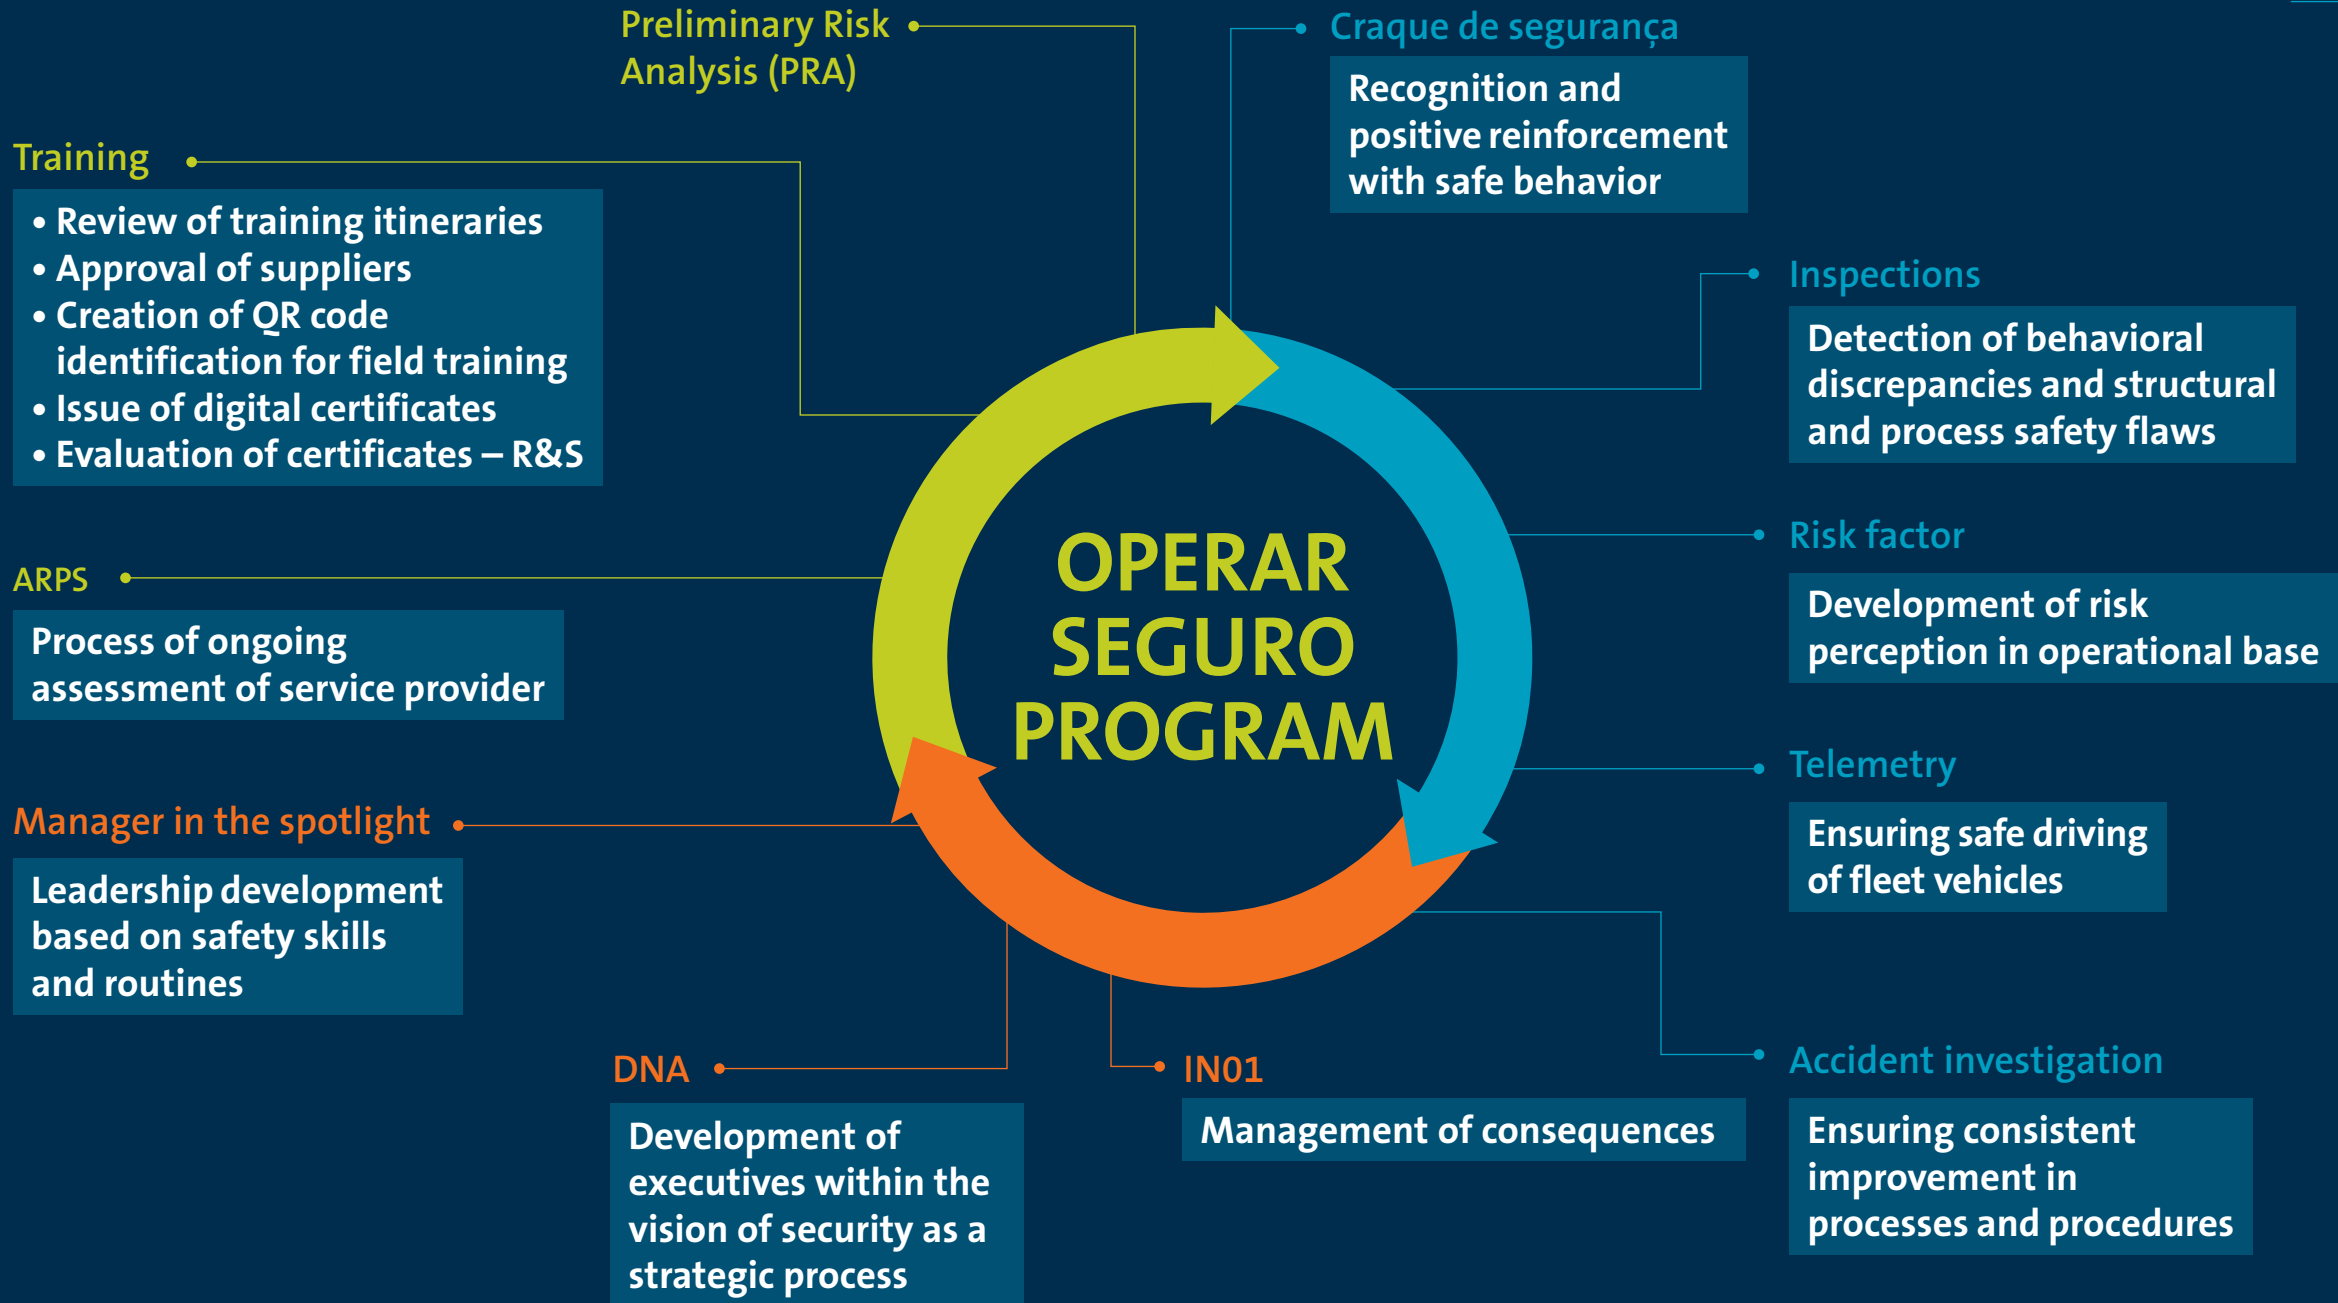 Preliminary Risk
Analysis (PRA)
Craque de segurança
Recognition and
positive reinforcement
with safe behavior
Training
• Review of training itineraries
• Approval of suppliers
• Creation of QR code
identification for field training
• Issue of digital certificates
• Evaluation of certificates – R&S
Inspections
Detection of behavioral
discrepancies and structural
and process safety flaws
OPERAR
SEGURO
PROGRAM
ARPS
Process of ongoing
assessment of service provider
Risk factor
Development of risk
perception in operational base
Manager in the spotlight
Leadership development
based on safety skills
and routines
Telemetry
Ensuring safe driving
of fleet vehicles
DNA
Development of
executives within the
vision of security as a
strategic process
IN01
Management of consequences
Accident investigation
Ensuring consistent
improvement in
processes and procedures